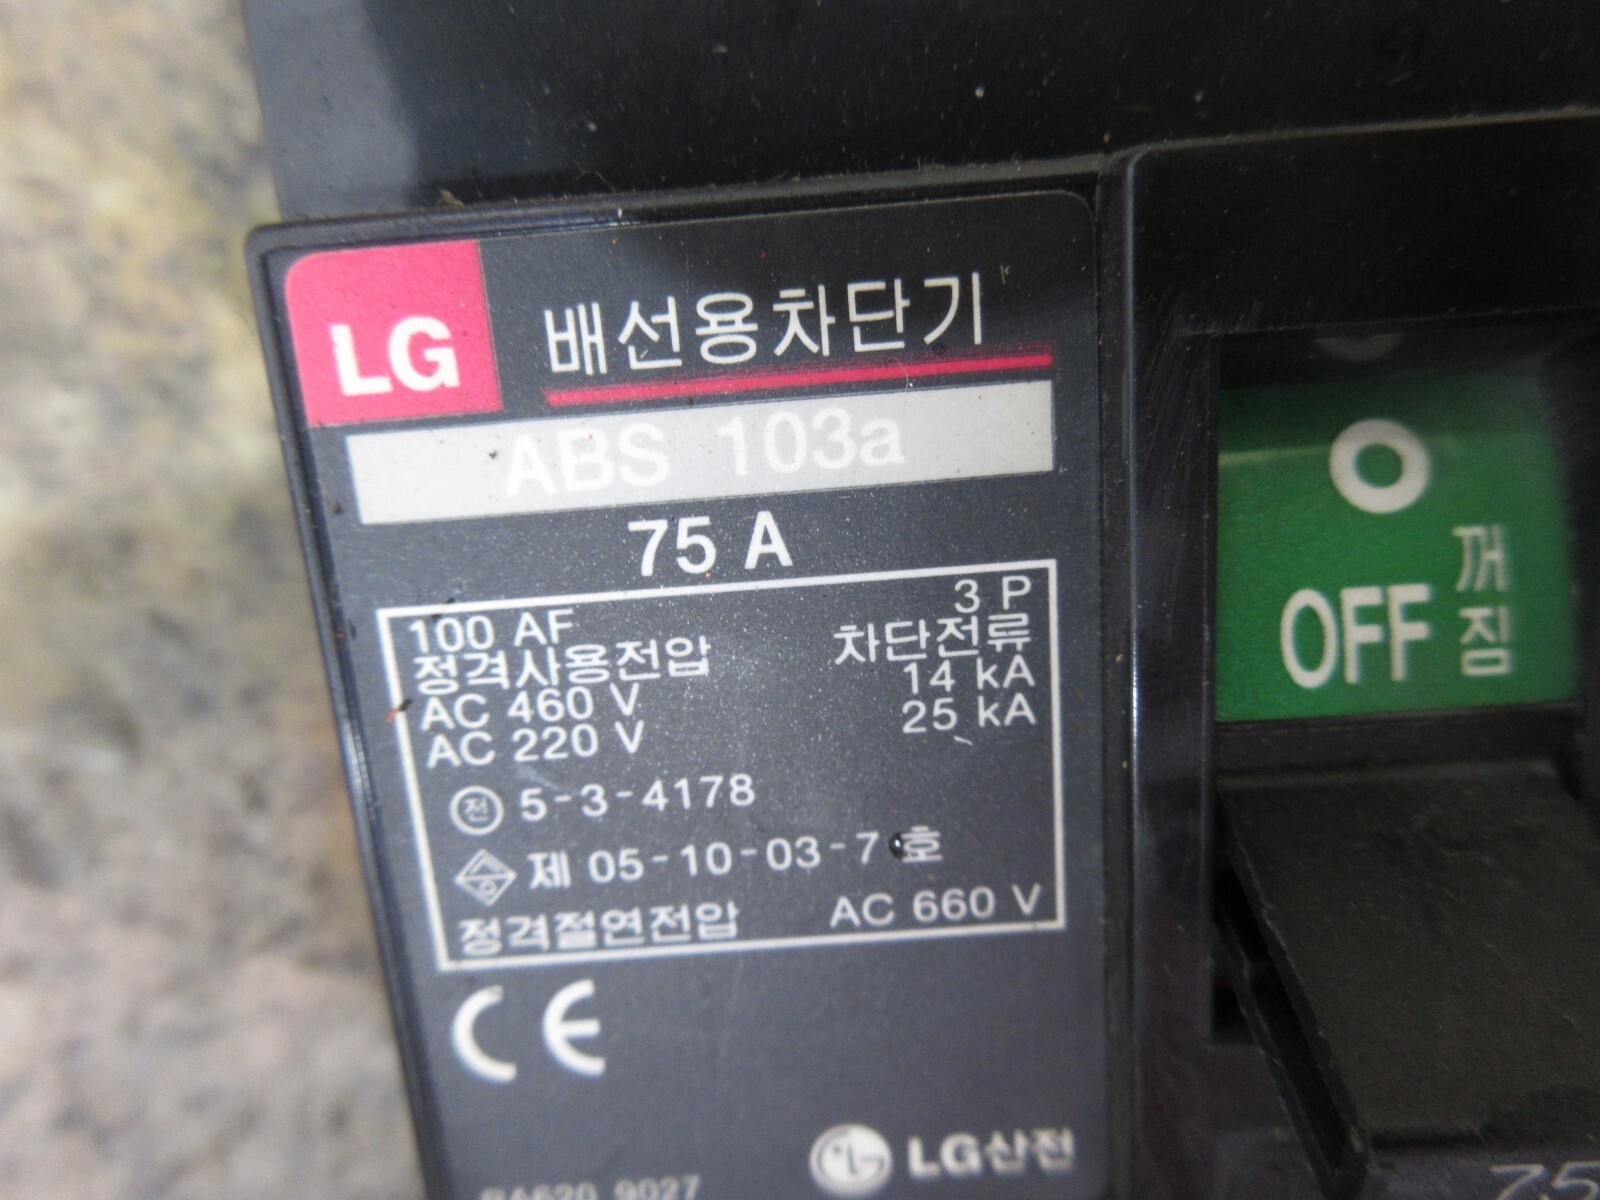 LG 배선용차단기
ABS 103a
75 A
100 AF 3 P
정격사용전압 차단전류
AC 460 V 14 kA
AC 220 V 25 kA
전 5-3-4178
제 05-10-03-7 호
정격절연전압 AC 660 V
CE
LG산전
O
OFF 꺼짐
75